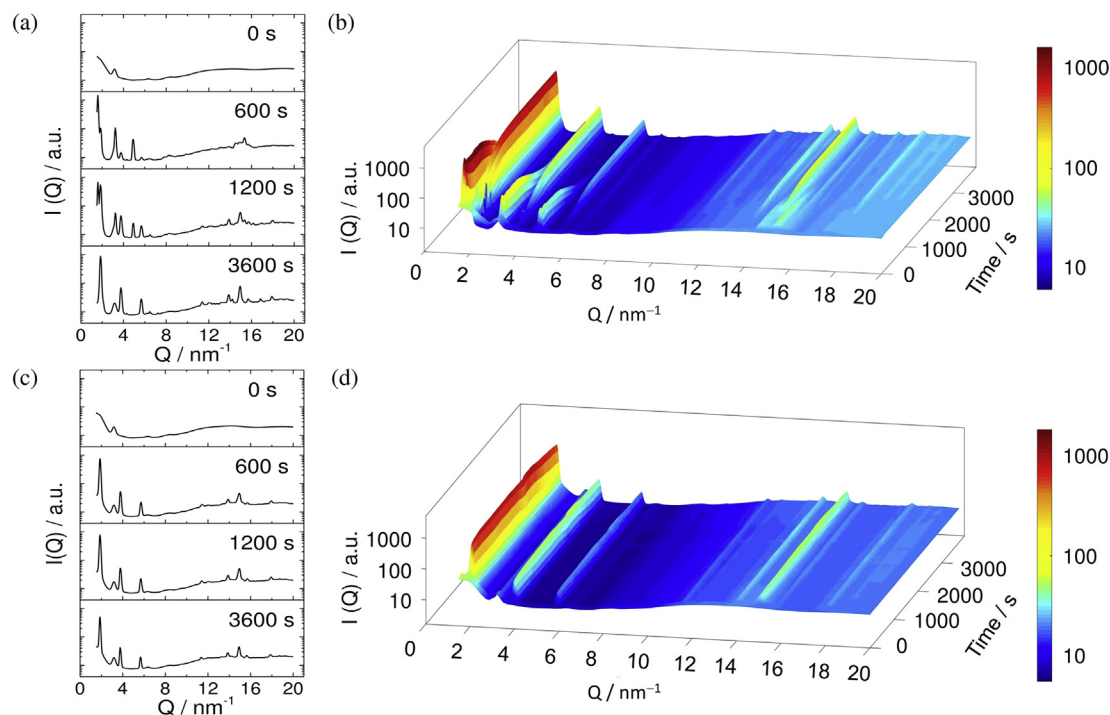 (a)
0 s
600 s
1200 s
3600 s
I (Q) / a.u.
0 4 8 12 16 20
Q / nm⁻¹
(b)
1000
100
10
I (Q) / a.u.
0 2 4 6 8 10 12 14 16 18 20
Q / nm⁻¹
0 1000 2000 3000
Time / s
1000
100
10
(c)
0 s
600 s
1200 s
3600 s
I(Q) / a.u.
0 4 8 12 16 20
Q / nm⁻¹
(d)
1000
100
10
I (Q) / a.u.
0 2 4 6 8 10 12 14 16 18 20
Q / nm⁻¹
0 1000 2000 3000
Time / s
1000
100
10